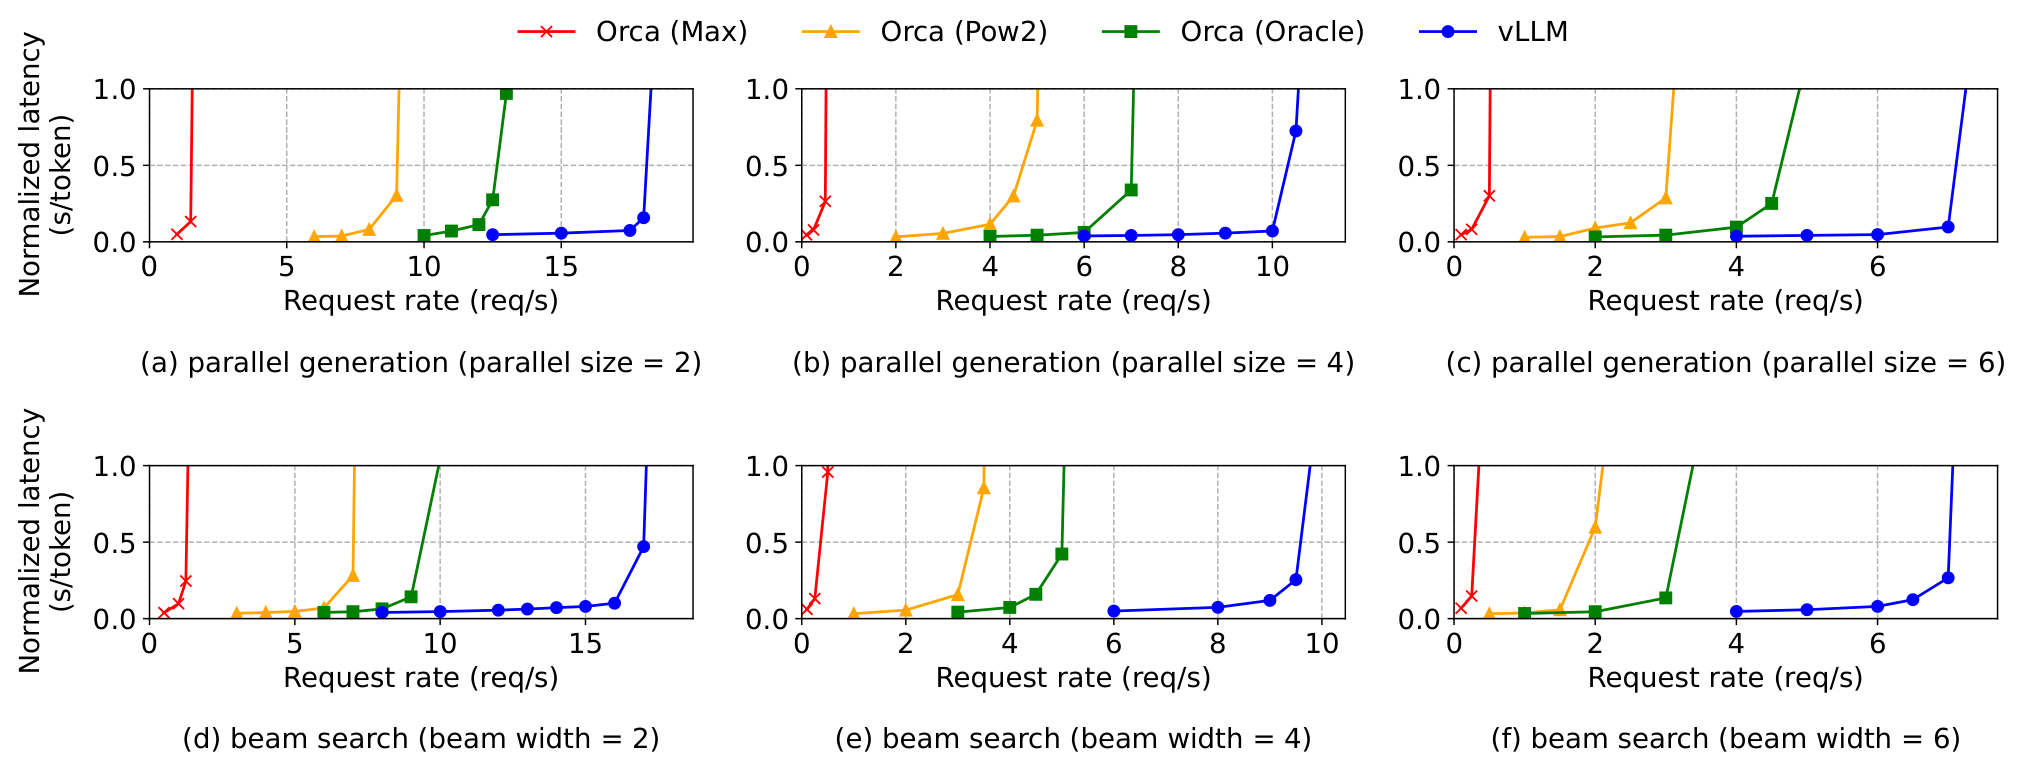 Orca (Max) Orca (Pow2) Orca (Oracle) vLLM
Normalized latency
(s/token)
1.0
0.5
0.0
0 5 10 15
Request rate (req/s)
(a) parallel generation (parallel size = 2)
1.0
0.5
0.0
0 2 4 6 8 10
Request rate (req/s)
(b) parallel generation (parallel size = 4)
1.0
0.5
0.0
0 2 4 6
Request rate (req/s)
(c) parallel generation (parallel size = 6)
Normalized latency
(s/token)
1.0
0.5
0.0
0 5 10 15
Request rate (req/s)
(d) beam search (beam width = 2)
1.0
0.5
0.0
0 2 4 6 8 10
Request rate (req/s)
(e) beam search (beam width = 4)
1.0
0.5
0.0
0 2 4 6
Request rate (req/s)
(f) beam search (beam width = 6)